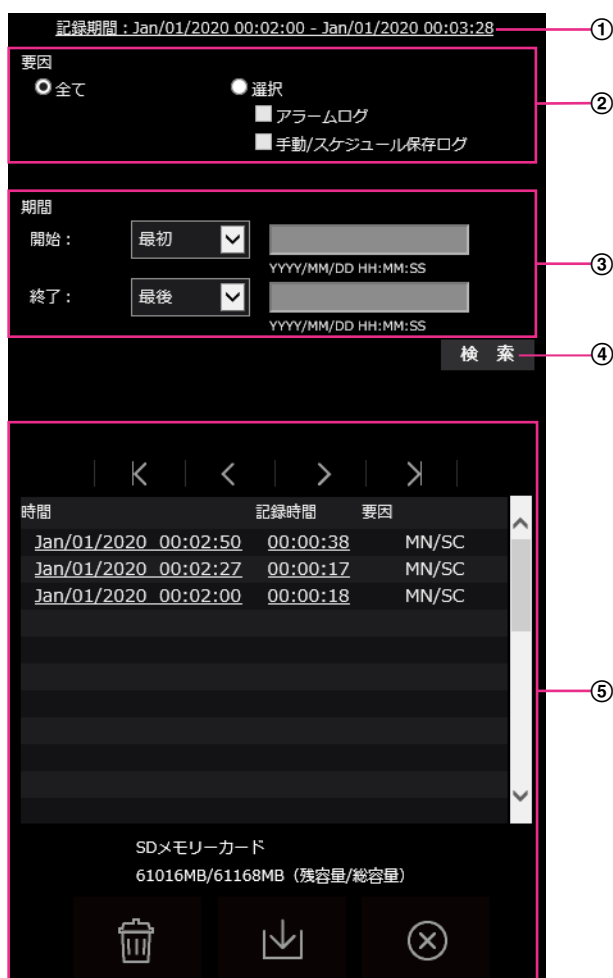 記録期間 : Jan/01/2020 00:02:00 - Jan/01/2020 00:03:28 ①
要因
全て 選択 ②
アラームログ
手動/スケジュール保存ログ
期間
開始： 最初
YYYY/MM/DD HH:MM:SS ③
終了： 最後
YYYY/MM/DD HH:MM:SS
検 索 ④
時間 記録時間 要因
Jan/01/2020 00:02:50 00:00:38 MN/SC
Jan/01/2020 00:02:27 00:00:17 MN/SC
Jan/01/2020 00:02:00 00:00:18 MN/SC
⑤
SDメモリーカード
61016MB/61168MB（残容量/総容量）